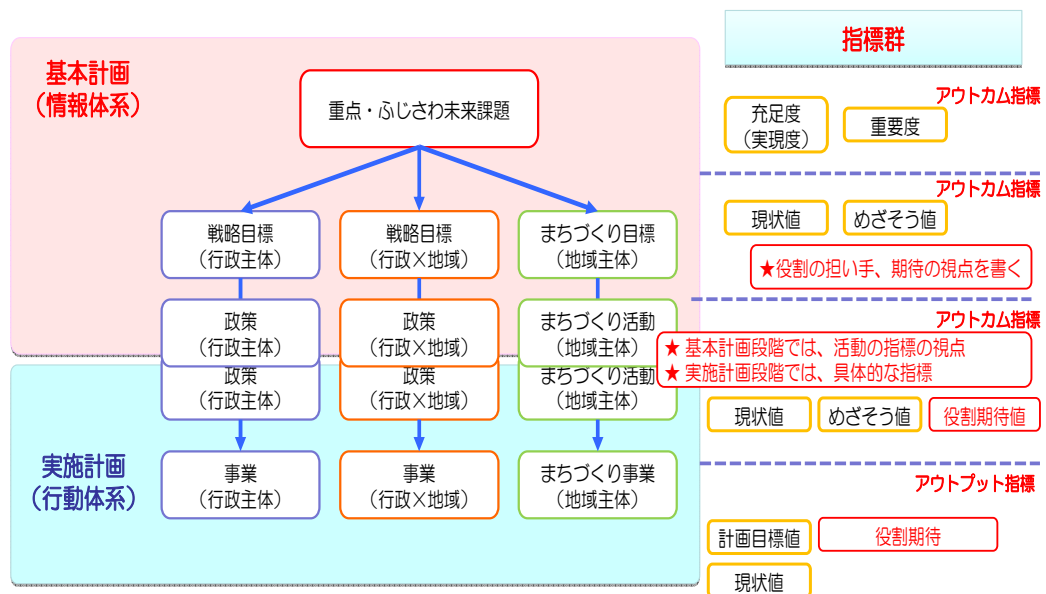 指標群
基本計画
（情報体系）
重点・ふじさわ未来課題
アウトカム指標
充足度
（実現度）
重要度
アウトカム指標
戦略目標
（行政主体）
戦略目標
（行政×地域）
まちづくり目標
（地域主体）
現状値
めざそう値
★役割の担い手、期待の視点を書く
アウトカム指標
政策
（行政主体）
政策
（行政×地域）
まちづくり活動
（地域主体）
★ 基本計画段階では、活動の指標の視点
★ 実施計画段階では、具体的な指標
政策
（行政主体）
政策
（行政×地域）
まちづくり活動
（地域主体）
現状値
めざそう値
役割期待値
実施計画
（行動体系）
事業
（行政主体）
事業
（行政×地域）
まちづくり事業
（地域主体）
アウトプット指標
計画目標値
役割期待
現状値